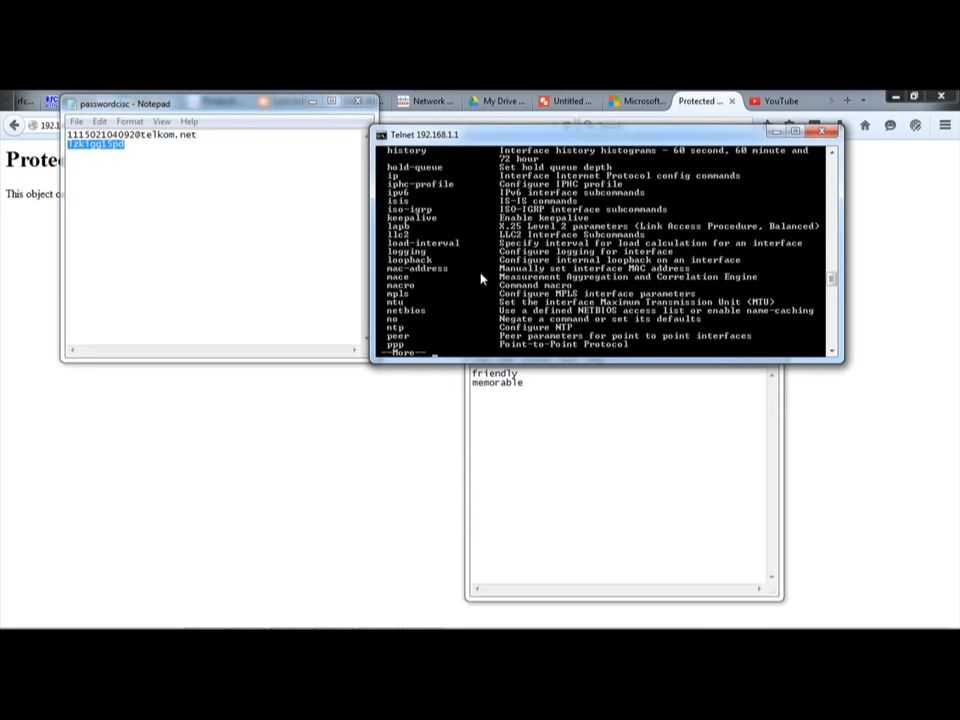 rfc...
Network ...
My Drive ...
Untitled ...
Microsoft...
Protected ...
YouTube
192.1
passwordcisc - Notepad
File Edit Format View Help
111502104092@telkom.net
Prote
This object c
Telnet 192.168.1.1
history Interface history histograms - 60 second, 60 minute and
72 hour
hold-queue Set hold queue depth
ip Interface Internet Protocol config commands
iphc-profile Configure IPHC profile
ipv6 IPv6 interface subcommands
isis IS-IS commands
iso-igrp ISO-IGRP interface subcommands
keepalive Enable keepalive
lapb X.25 Level 2 parameters (Link Access Procedure, Balanced)
llc2 LLC2 Interface Subcommands
load-interval Specify interval for load calculation for an interface
logging Configure logging for interface
loopback Configure internal loopback on an interface
mac-address Manually set interface MAC address
mace Measurement Aggregation and Correlation Engine
macro Command macro
mpls Configure MPLS interface parameters
mtu Set the interface Maximum Transmission Unit (MTU)
netbios Use a defined NETBIOS access list or enable name-caching
no Negate a command or set its defaults
ntp Configure NTP
peer Peer parameters for point to point interfaces
ppp Point-to-Point Protocol
--More--
friendly
memorable